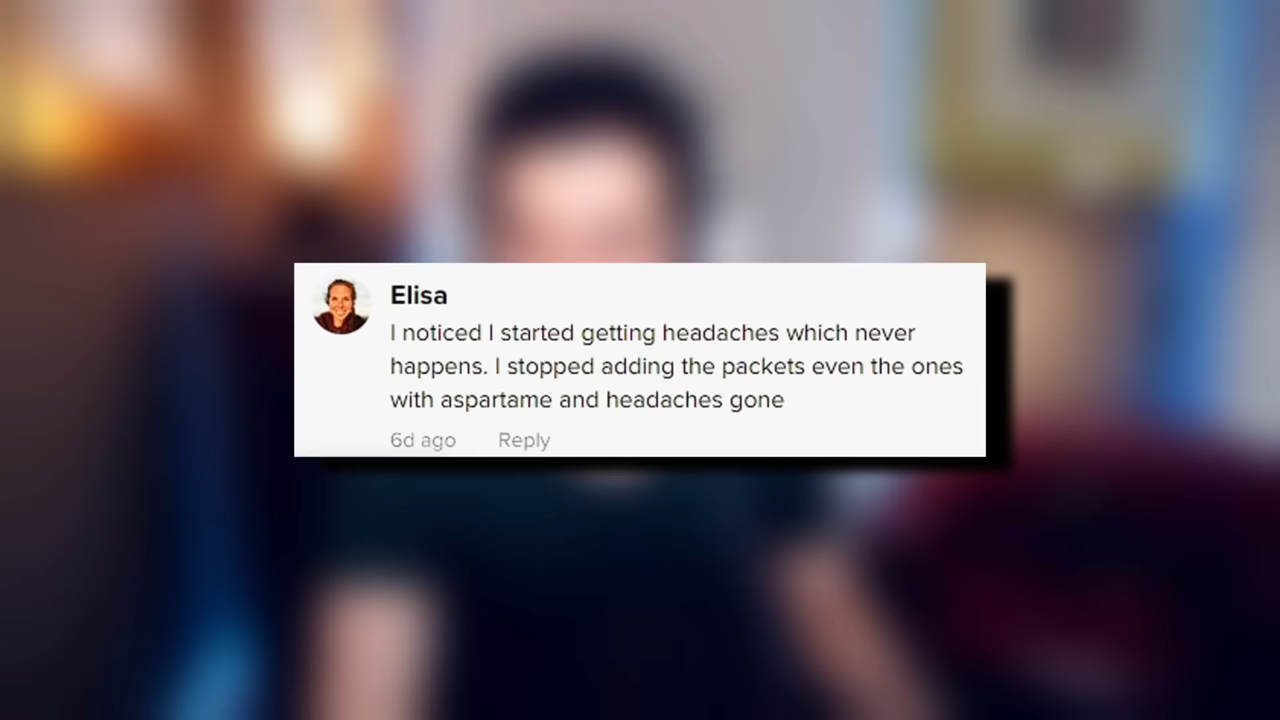 Elisa
I noticed I started getting headaches which never
happens. I stopped adding the packets even the ones
with aspartame and headaches gone
6d ago Reply